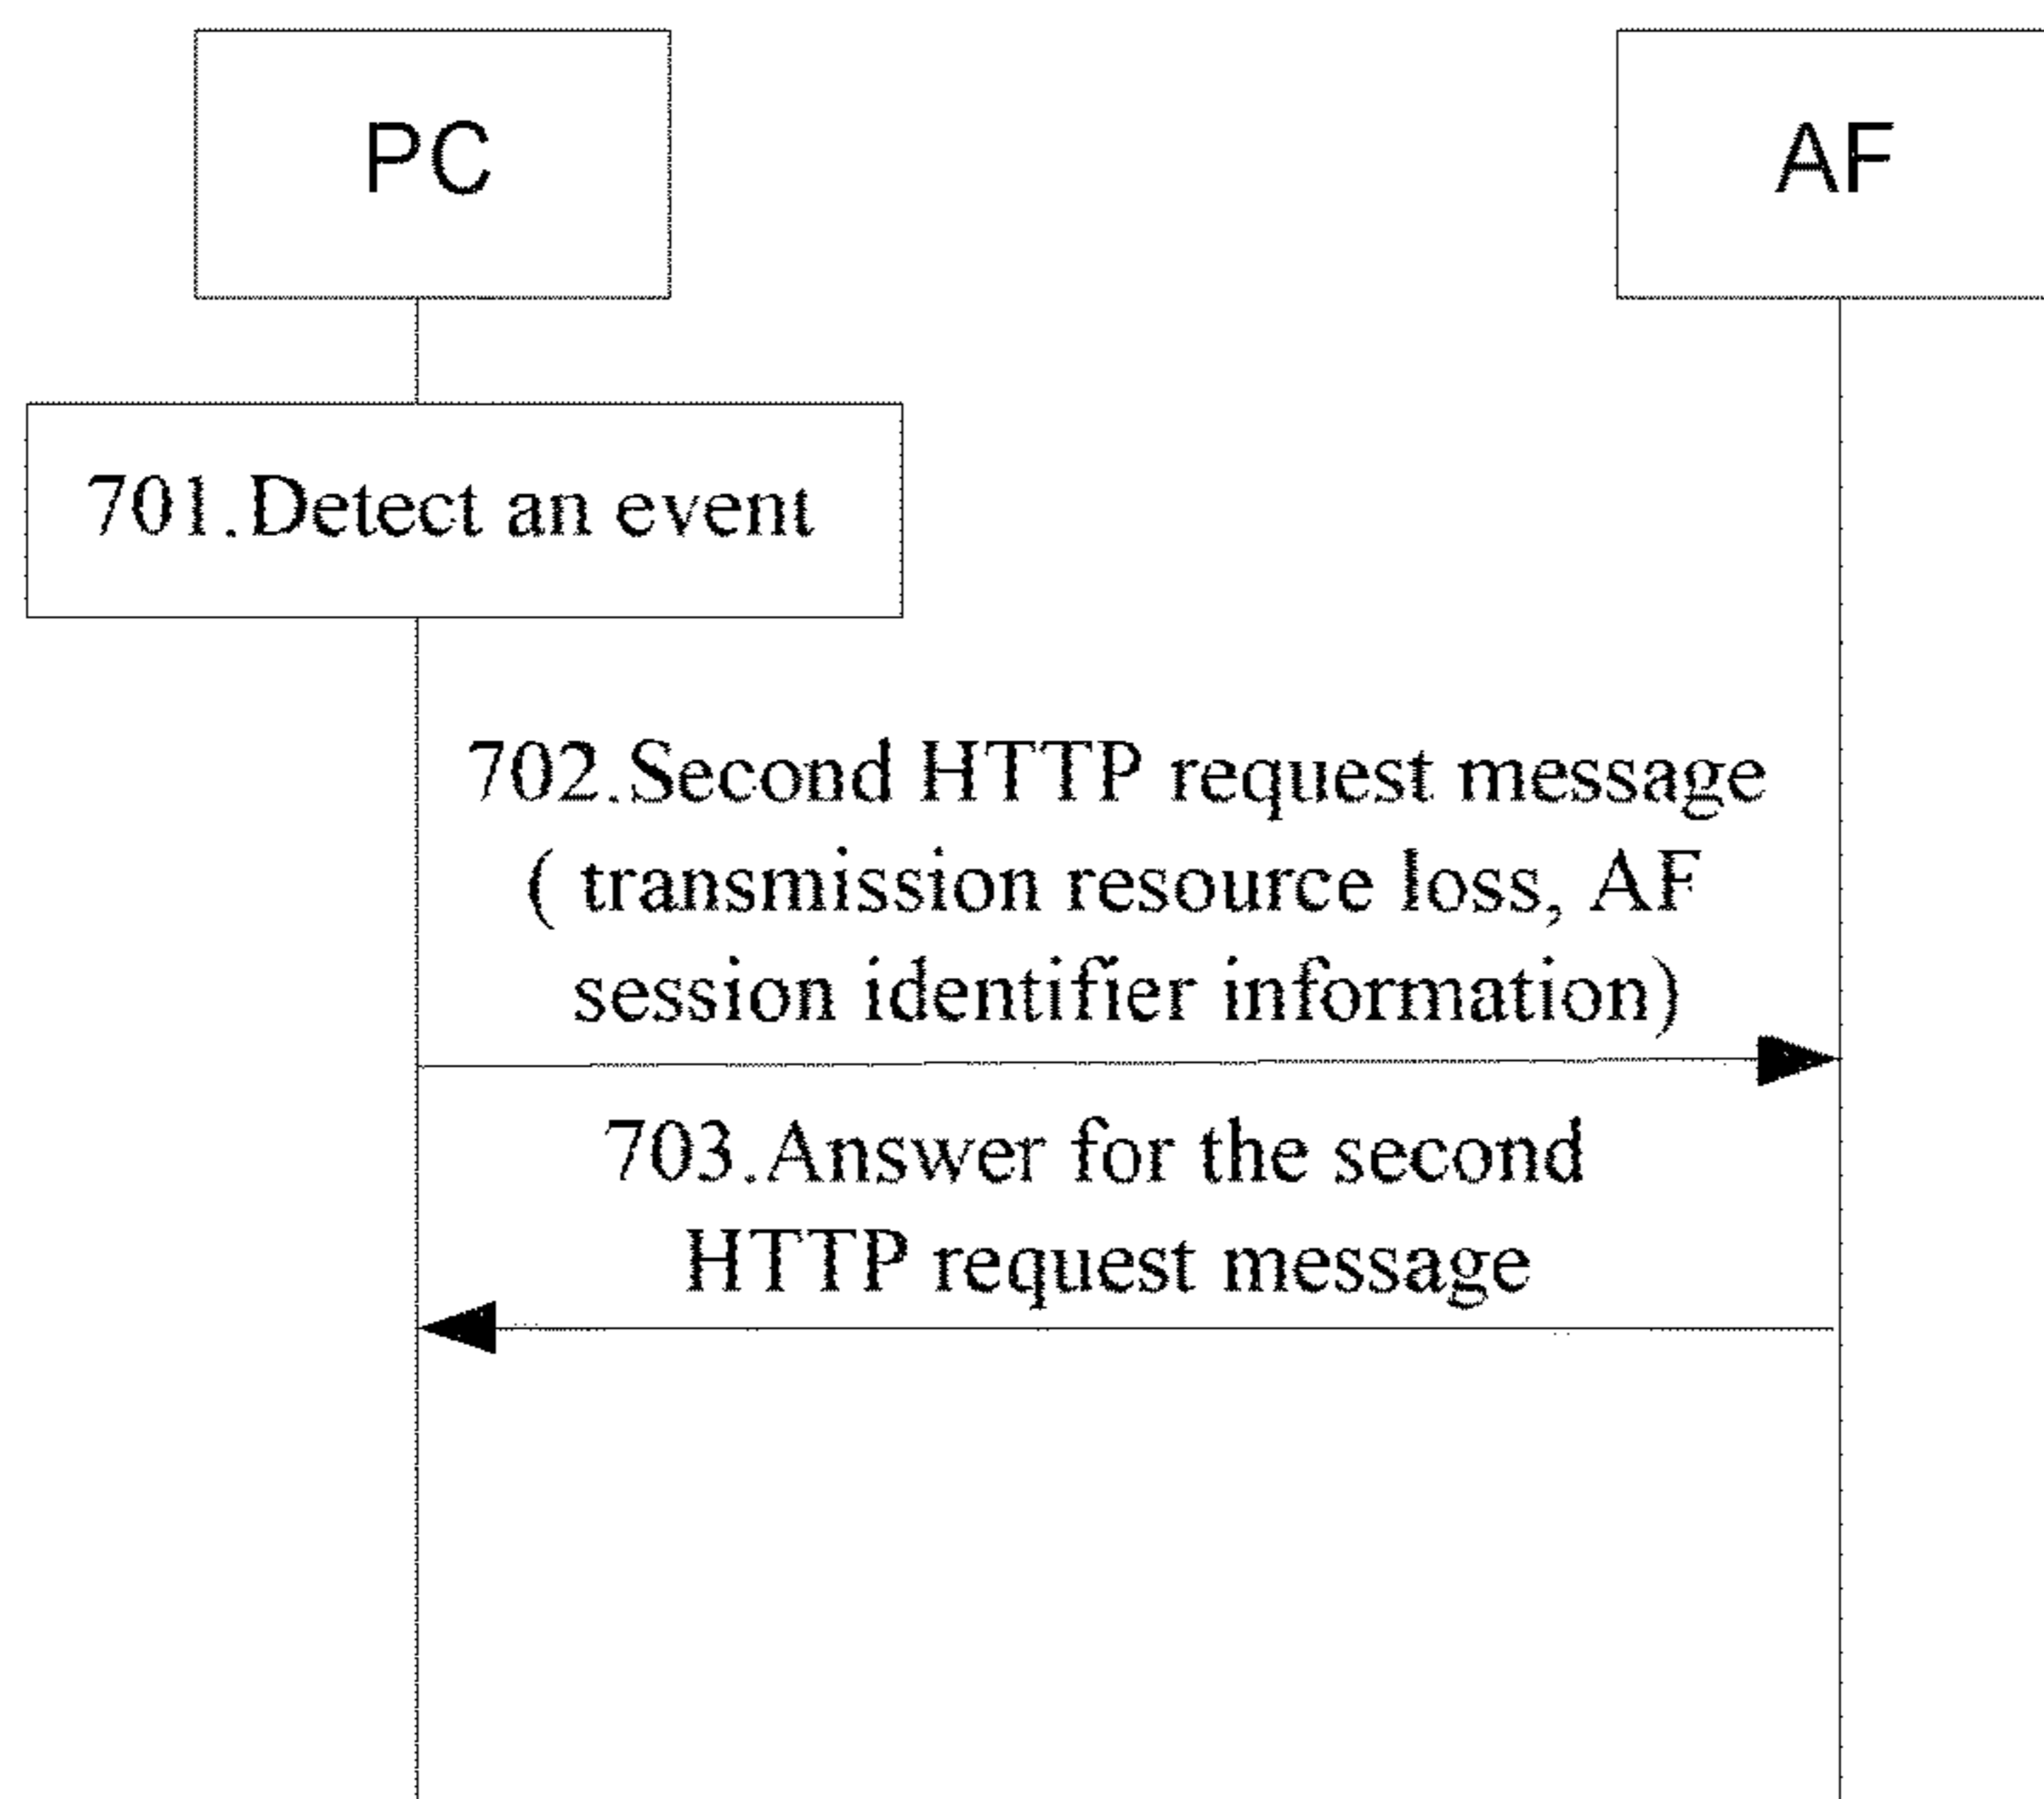 PC
AF
701.Detect an event
702.Second HTTP request message
( transmission resource loss, AF
session identifier information)
703.Answer for the second
HTTP request message